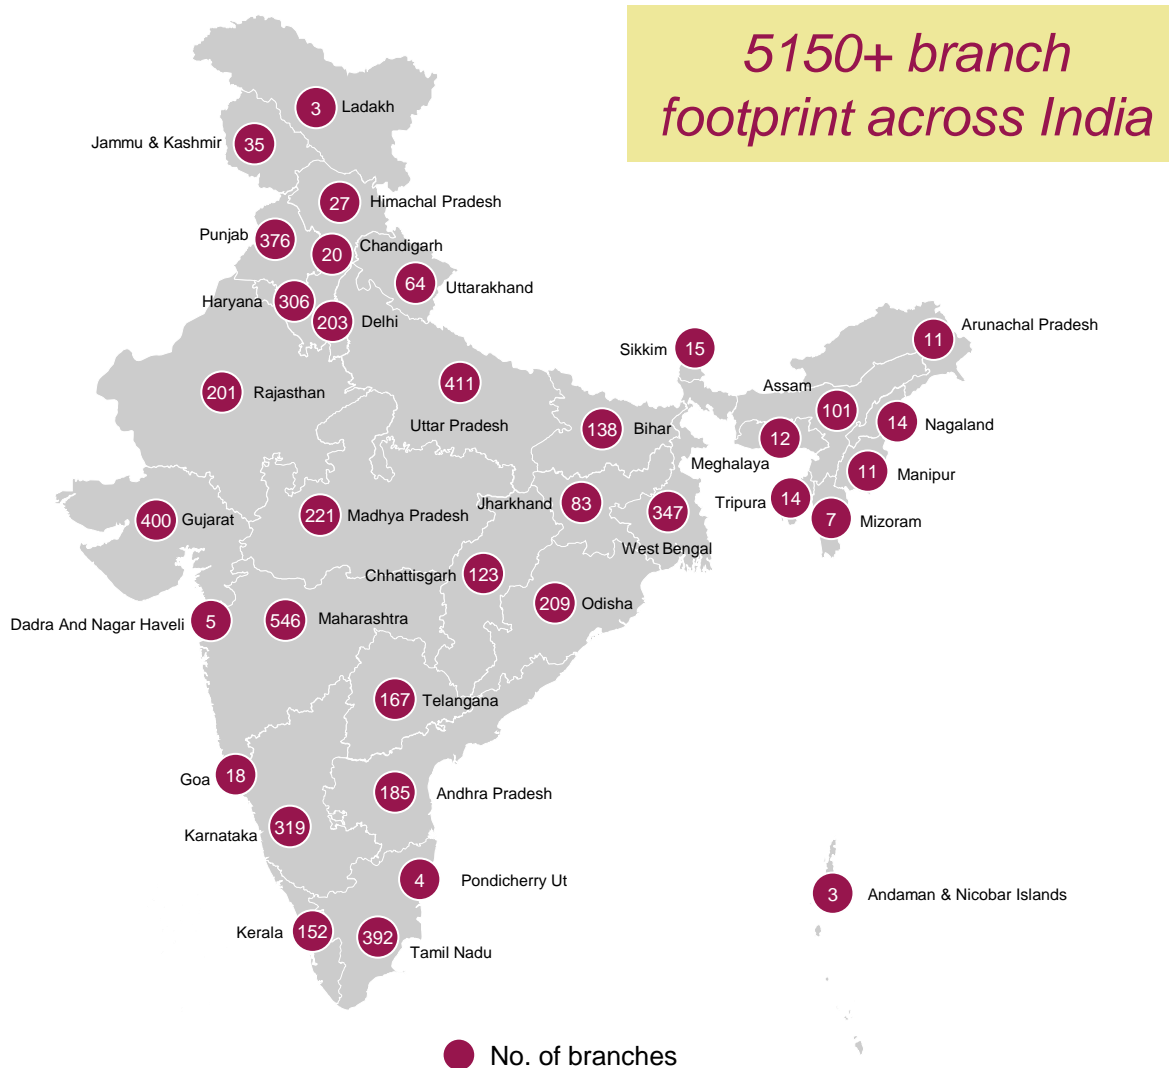 5150+ branch
footprint across India
3 Ladakh
Jammu & Kashmir 35
27 Himachal Pradesh
Punjab 376
20 Chandigarh
64 Uttarakhand
Haryana 306
203 Delhi
Arunachal Pradesh 11
Sikkim 15
201 Rajasthan
411
Uttar Pradesh
138 Bihar
Assam
101
14 Nagaland
12
Meghalaya
11
Manipur
Tripura 14
7 Mizoram
400 Gujarat
221 Madhya Pradesh
Jharkhand 83
347
West Bengal
Chhattisgarh 123
209 Odisha
Dadra And Nagar Haveli 5
546 Maharashtra
167 Telangana
Goa 18
185 Andhra Pradesh
Karnataka 319
4 Pondicherry Ut
3 Andaman & Nicobar Islands
Kerala 152
392 Tamil Nadu
No. of branches